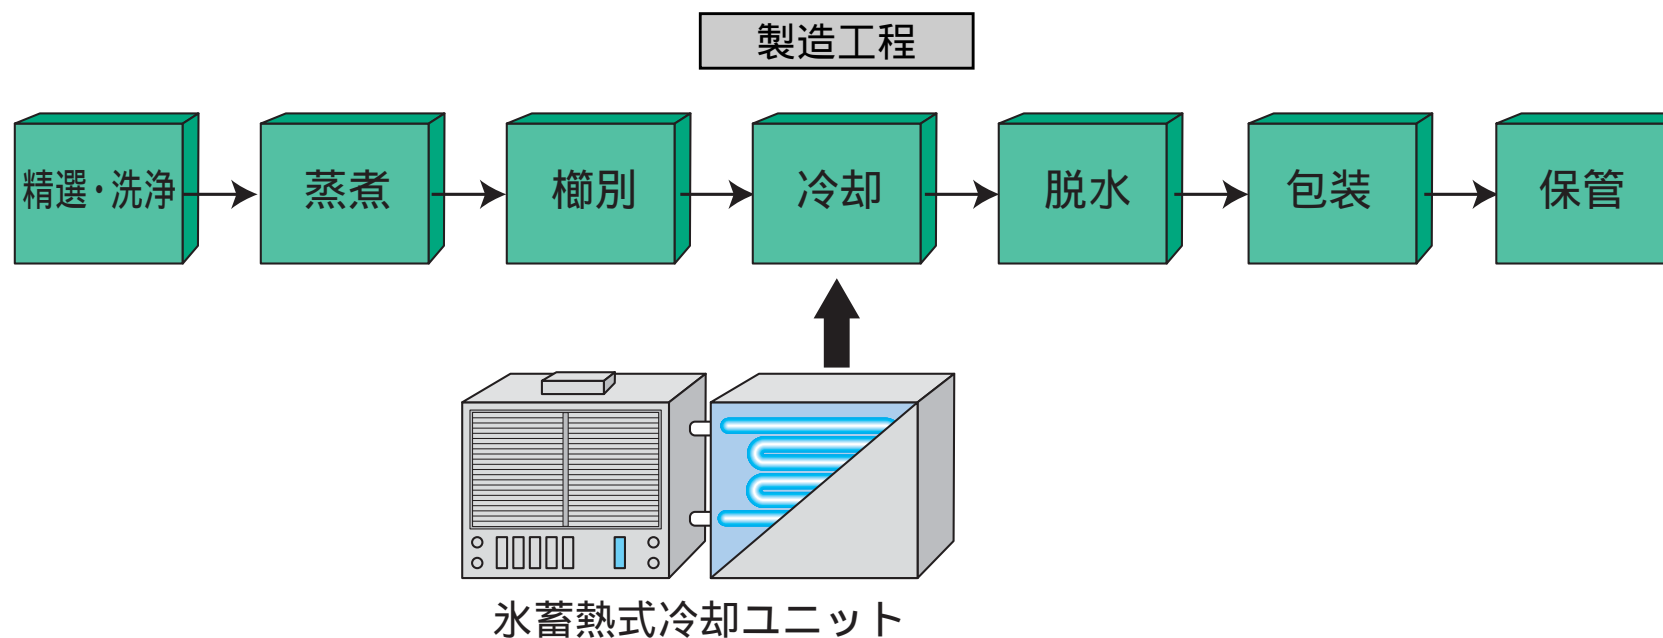 製造工程
精選・洗浄
蒸煮
櫛別
冷却
脱水
包装
保管
氷蓄熱式冷却ユニット